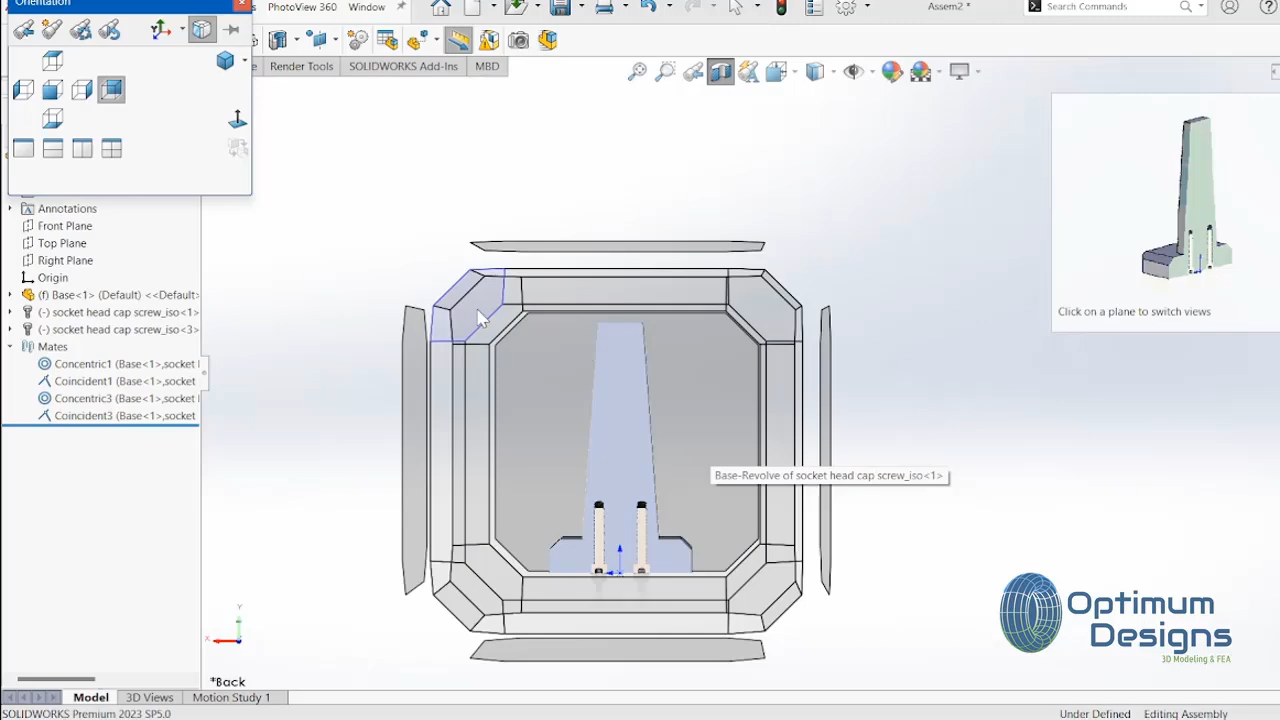 Orientation
PhotoView 360 Window
Assem2 *
Search Commands
Render Tools SOLIDWORKS Add-Ins MBD
Click on a plane to switch views
Annotations
Front Plane
Top Plane
Right Plane
Origin
(f) Base<1> (Default) <<Default>
(-) socket head cap screw_iso<1>
(-) socket head cap screw_iso<3>
Mates
Concentric1 (Base<1>,socket
Coincident1 (Base<1>,socket
Concentric3 (Base<1>,socket
Coincident3 (Base<1>,socket
Base-Revolve of socket head cap screw_iso<1>
Y
X
*Back
Optimum
Designs
3D Modeling & FEA
Model 3D Views Motion Study 1
SOLIDWORKS Premium 2023 SP5.0
Under Defined Editing Assembly